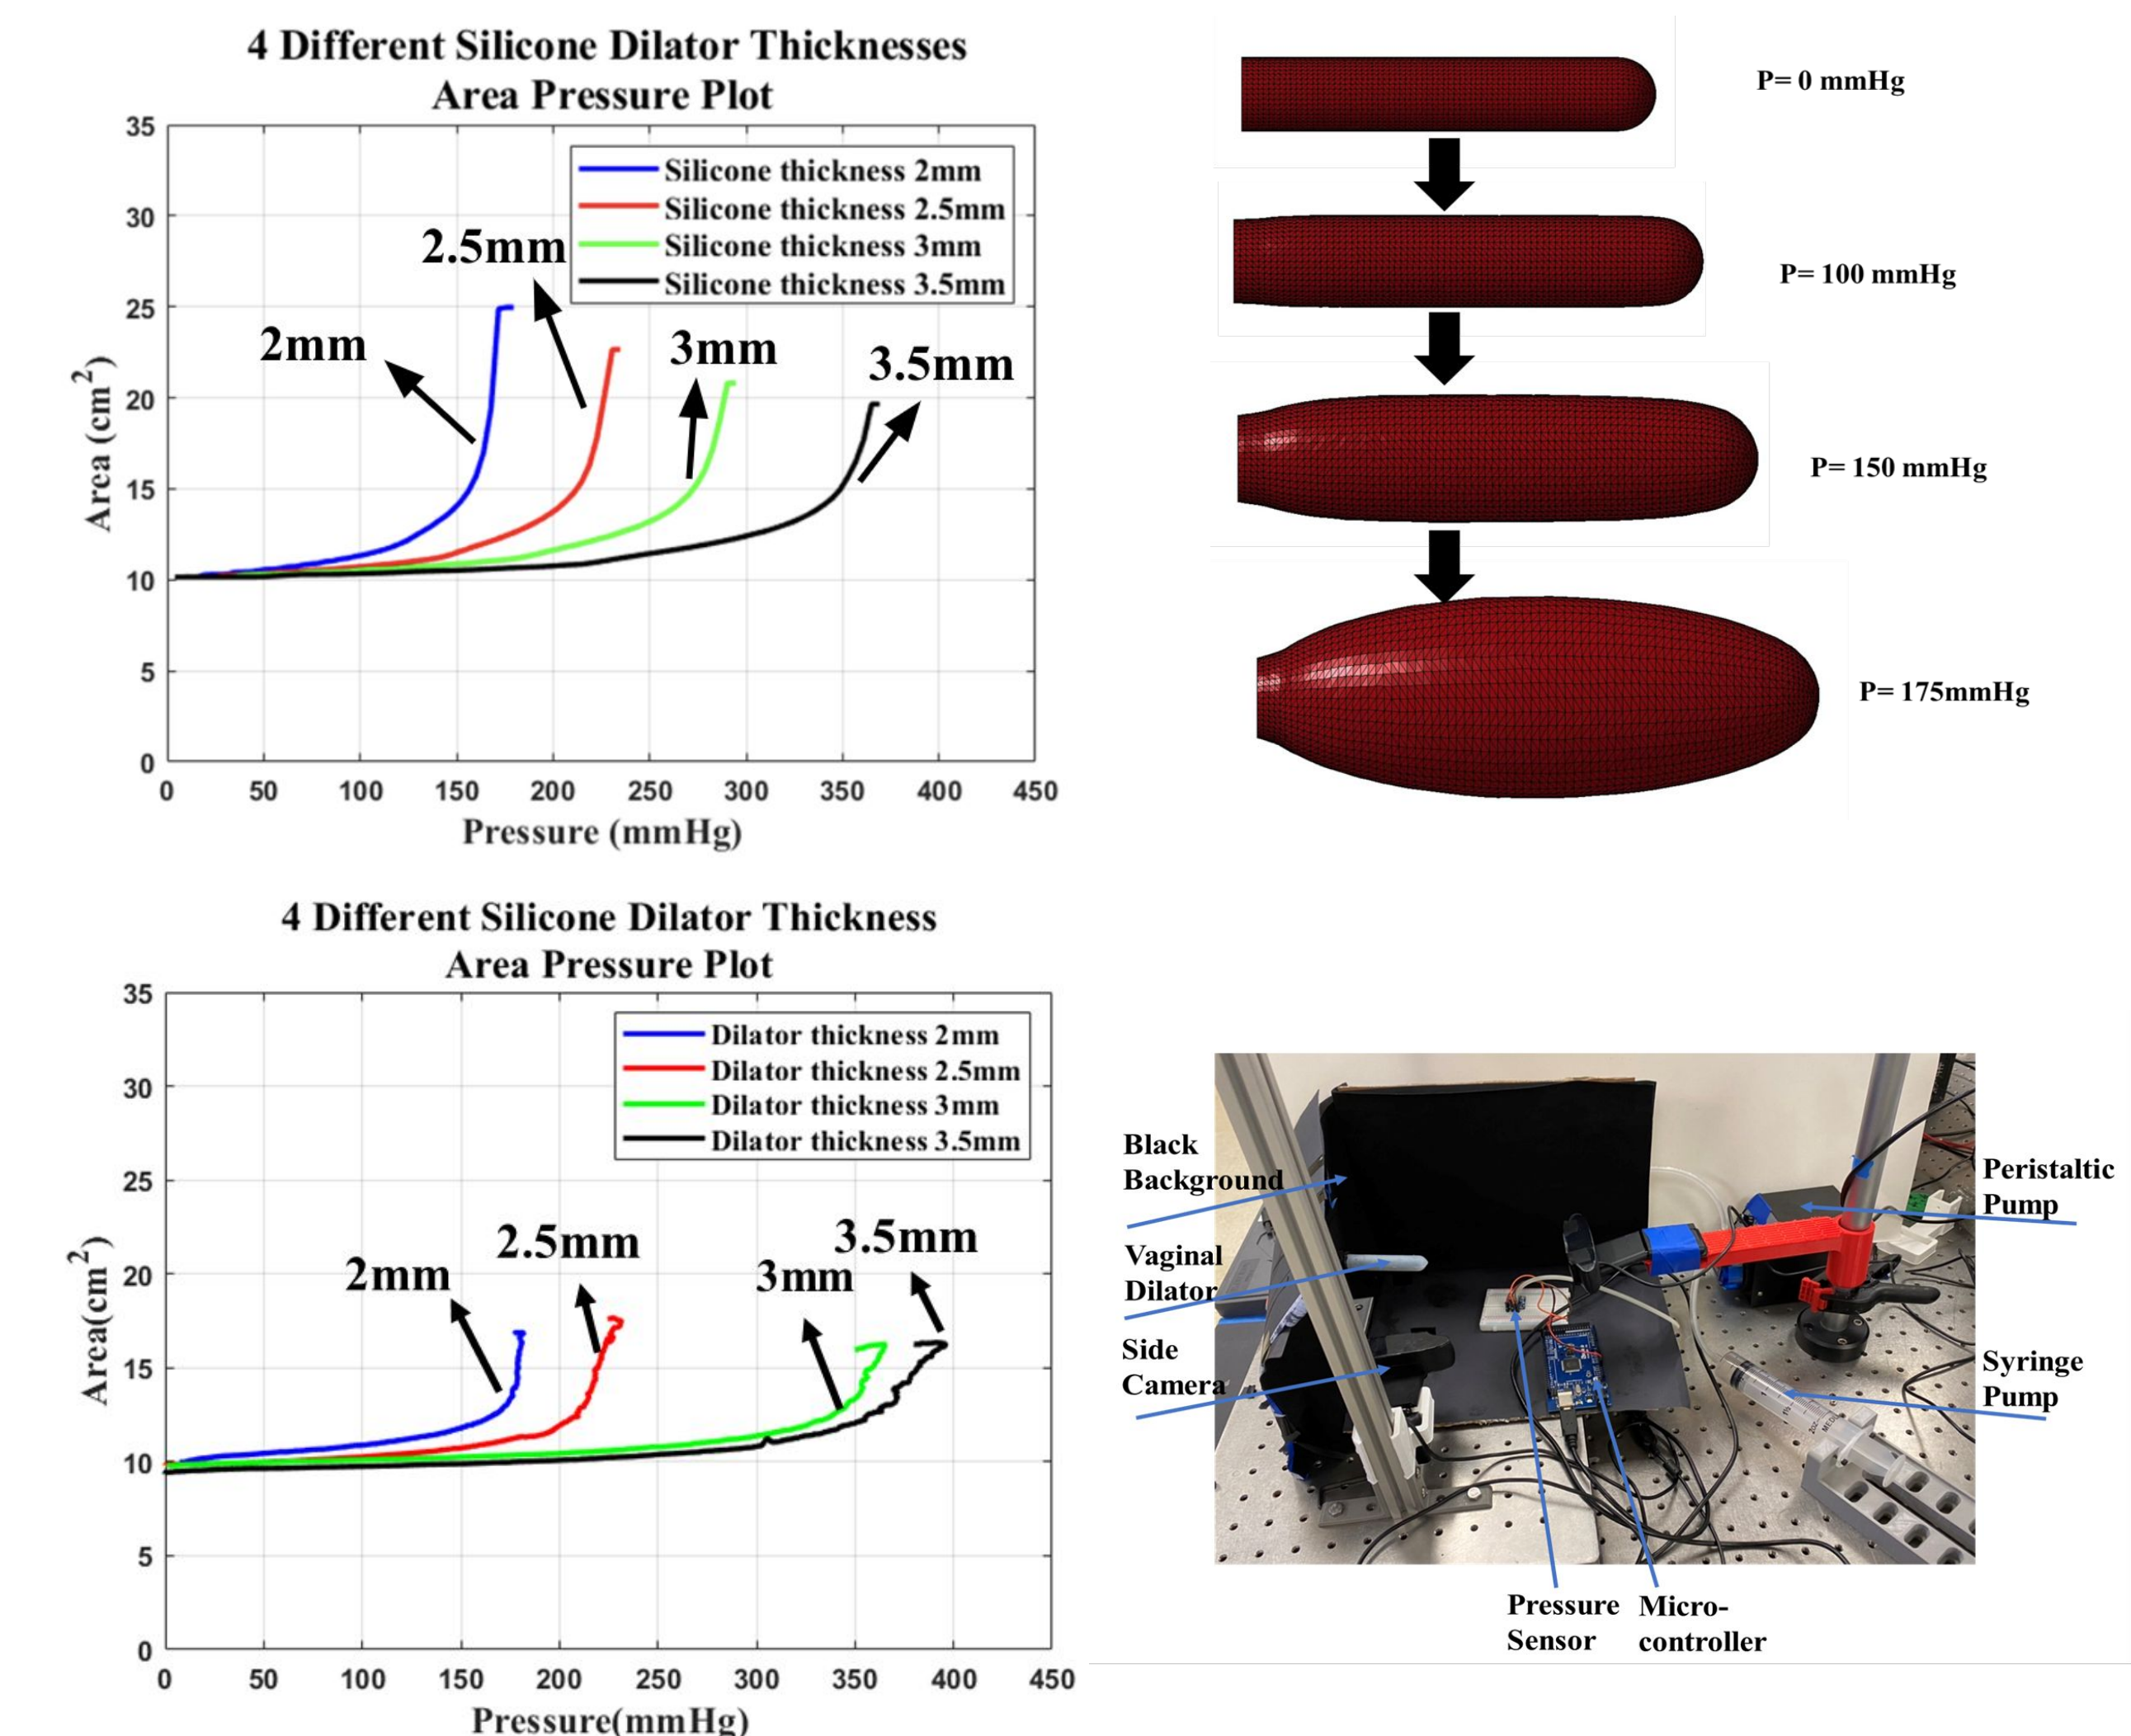 4 Different Silicone Dilator Thicknesses
Area Pressure Plot
35
30
25
20
15
10
5
0
Area (cm²)
Silicone thickness 2mm
Silicone thickness 2.5mm
Silicone thickness 3mm
Silicone thickness 3.5mm
2.5mm
2mm
3mm
3.5mm
0 50 100 150 200 250 300 350 400 450
Pressure (mmHg)
P= 0 mmHg
P= 100 mmHg
P= 150 mmHg
P= 175mmHg
4 Different Silicone Dilator Thickness
Area Pressure Plot
35
30
25
20
15
10
5
0
Area(cm²)
Dilator thickness 2mm
Dilator thickness 2.5mm
Dilator thickness 3mm
Dilator thickness 3.5mm
2mm
2.5mm
3mm
3.5mm
0 50 100 150 200 250 300 350 400 450
Pressure(mmHg)
Black
Background
Vaginal
Dilator
Side
Camera
Peristaltic
Pump
Syringe
Pump
Pressure
Sensor
Micro-
controller